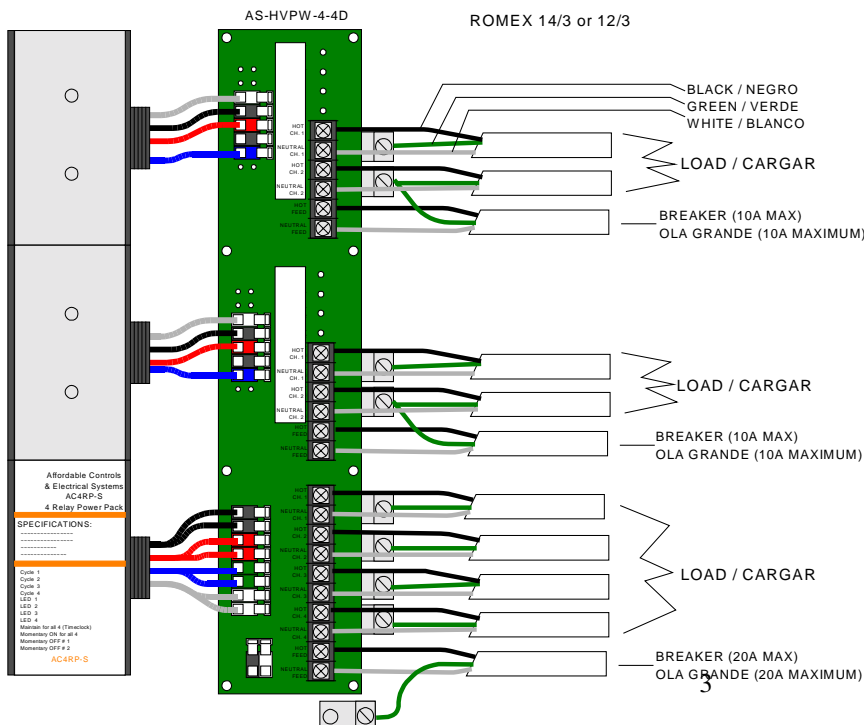 AS-HVPW-4-4D
ROMEX 14/3 or 12/3
BLACK / NEGRO
GREEN / VERDE
WHITE / BLANCO
HOT
CH. 1
NEUTRAL
CH. 1
HOT
CH. 2
NEUTRAL
CH. 2
HOT
FEED
NEUTRAL
FEED
LOAD / CARGAR
BREAKER (10A MAX)
OLA GRANDE (10A MAXIMUM)
HOT
CH. 1
NEUTRAL
CH. 1
HOT
CH. 2
NEUTRAL
CH. 2
HOT
FEED
NEUTRAL
FEED
LOAD / CARGAR
BREAKER (10A MAX)
OLA GRANDE (10A MAXIMUM)
Affordable Controls
& Electrical Systems
AC4RP-S
4 Relay Power Pack
SPECIFICATIONS:
Cycle 1
Cycle 2
Cycle 3
Cycle 4
LED 1
LED 2
LED 3
LED 4
Maintain for all 4 (Timeclock)
Momentary ON for all 4
Momentary OFF # 1
Momentary OFF # 2
AC4RP-S
HOT
CH. 1
NEUTRAL
CH. 1
HOT
CH. 2
NEUTRAL
CH. 2
HOT
NEUTRAL
HOT
CH. 4
NEUTRAL
CH. 4
HOT
FEED
NEUTRAL
FEED
LOAD / CARGAR
BREAKER (20A MAX)
OLA GRANDE (20A MAXIMUM)
3